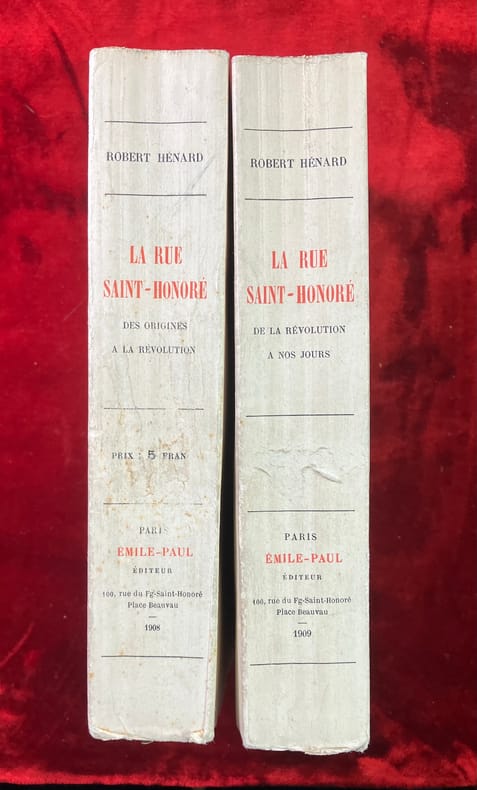 ROBERT HÉNARD
LA RUE
SAINT-HONORÉ
DES ORIGINES
A LA RÉVOLUTION
PRIX : 5 FRAN
PARIS
ÉMILE-PAUL
ÉDITEUR
100, rue du Fg-Saint-Honoré
Place Beauvau
1908
ROBERT HÉNARD
LA RUE
SAINT-HONORÉ
DE LA RÉVOLUTION
A NOS JOURS
PARIS
ÉMILE-PAUL
ÉDITEUR
100, rue du Fg-Saint-Honoré
Place Beauvau
1909